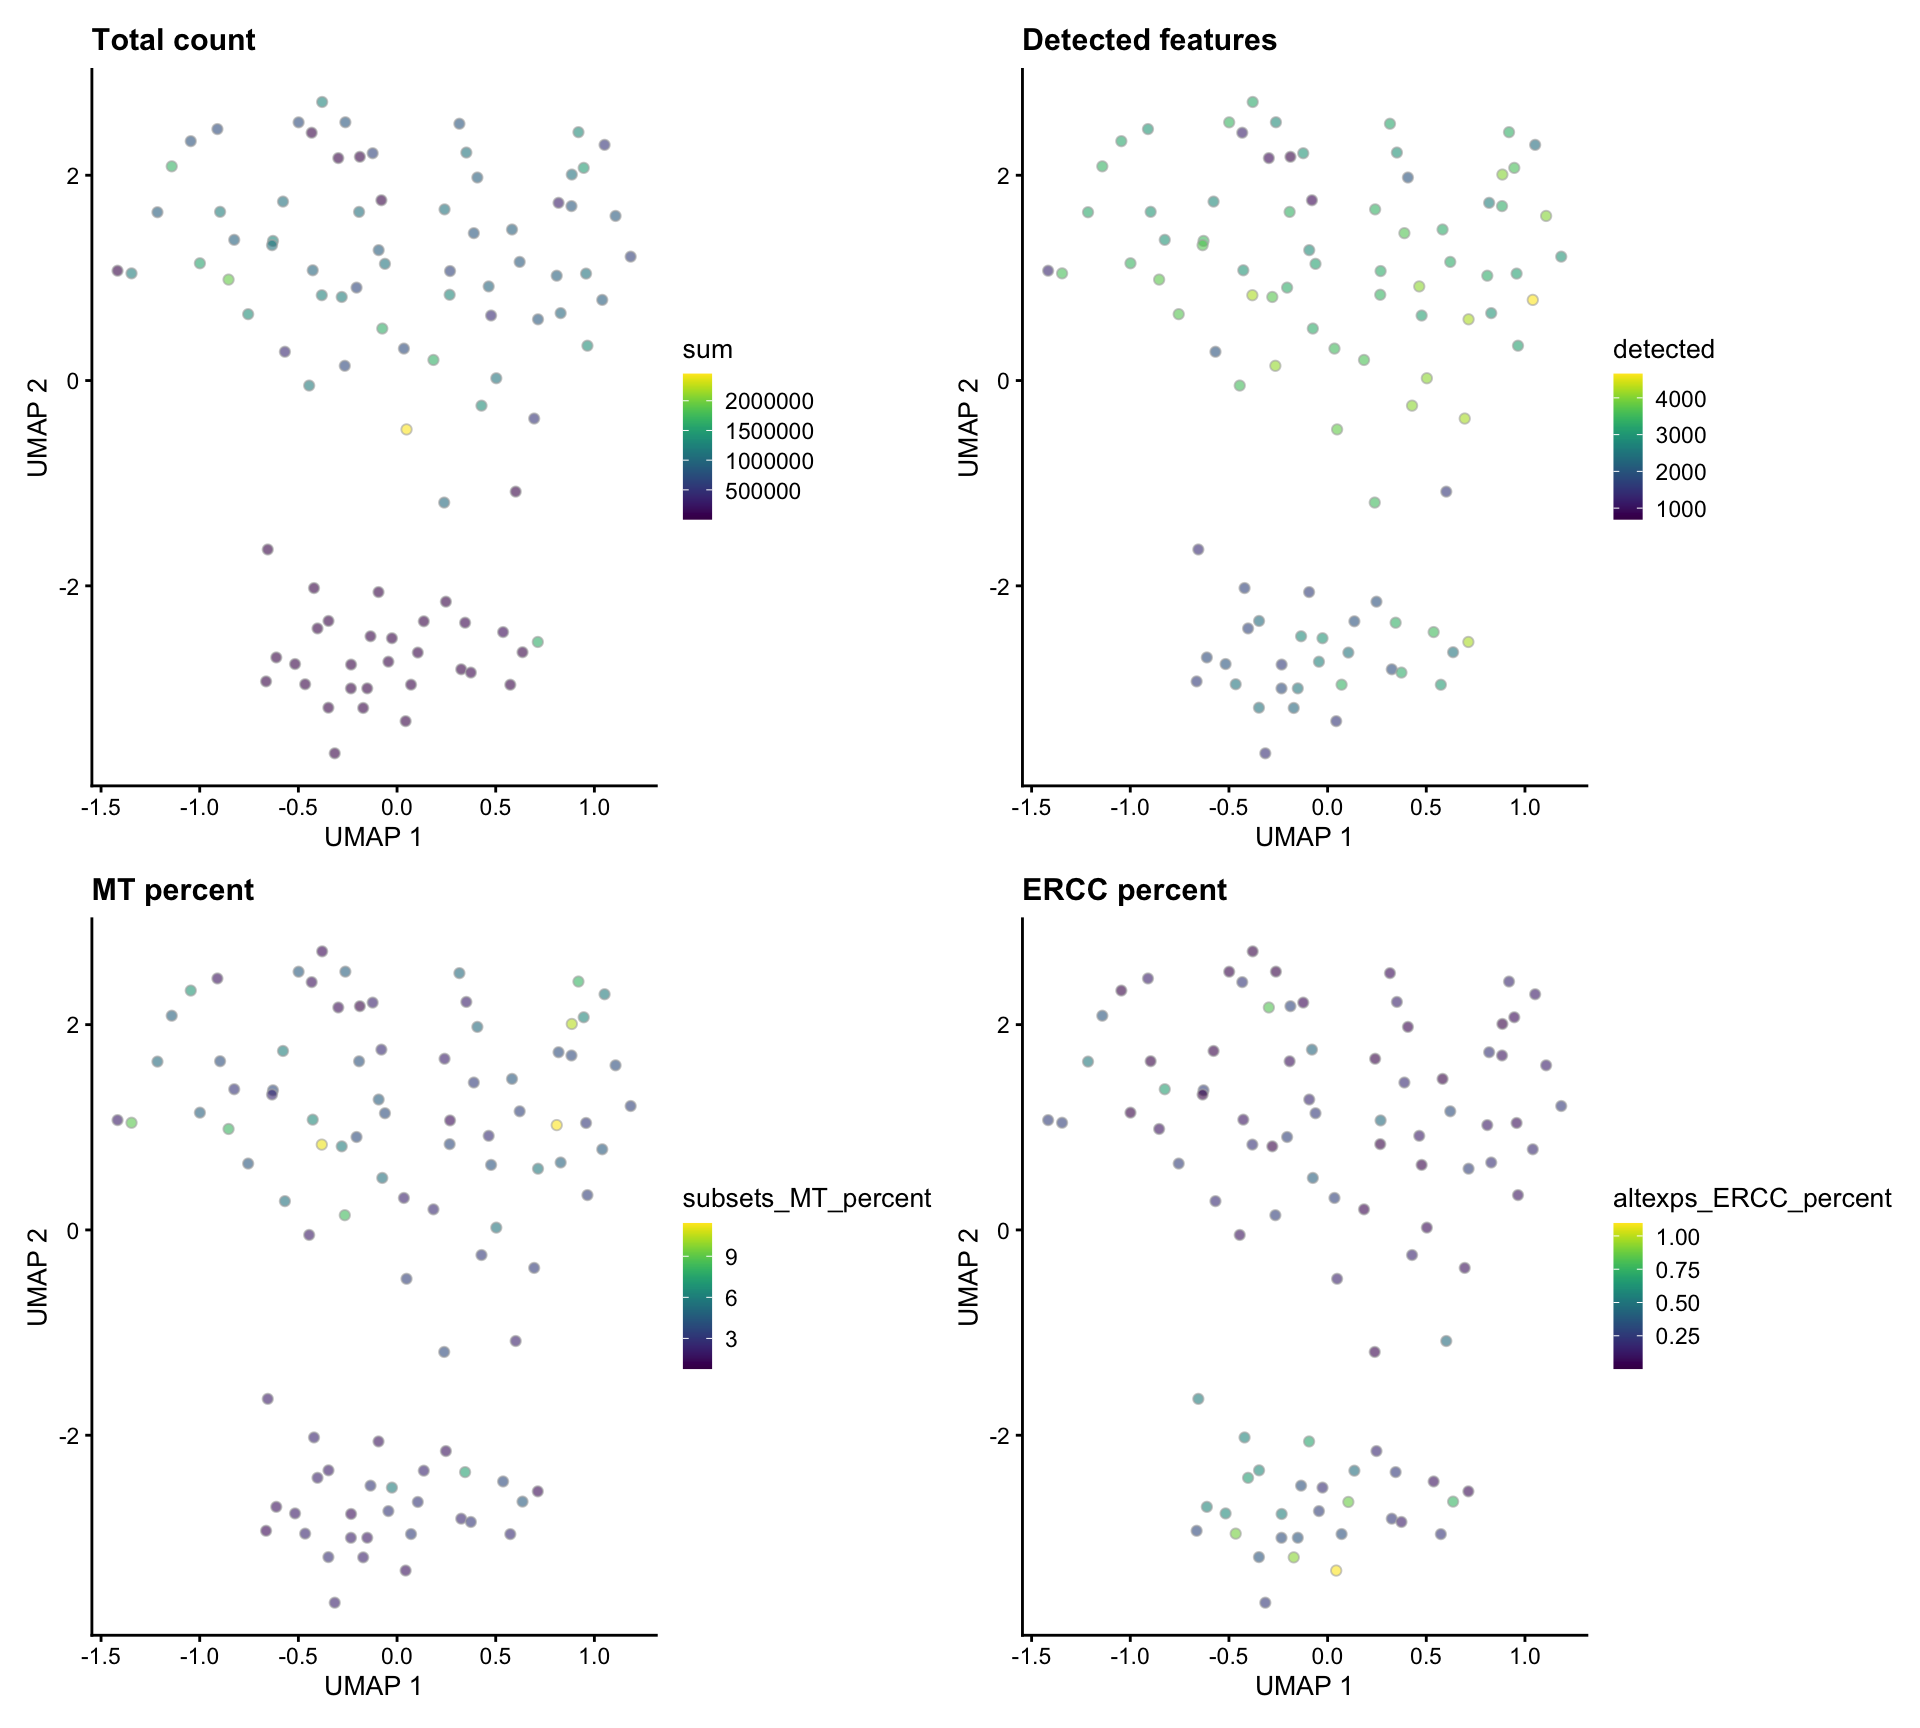 Total count
2
0
-2
UMAP 2
-1.5 -1.0 -0.5 0.0 0.5 1.0
UMAP 1
sum
2000000
1500000
1000000
500000
Detected features
2
0
-2
UMAP 2
-1.5 -1.0 -0.5 0.0 0.5 1.0
UMAP 1
detected
4000
3000
2000
1000
MT percent
2
0
-2
UMAP 2
-1.5 -1.0 -0.5 0.0 0.5 1.0
UMAP 1
subsets_MT_percent
9
6
3
ERCC percent
2
0
-2
UMAP 2
-1.5 -1.0 -0.5 0.0 0.5 1.0
UMAP 1
altexps_ERCC_percent
1.00
0.75
0.50
0.25